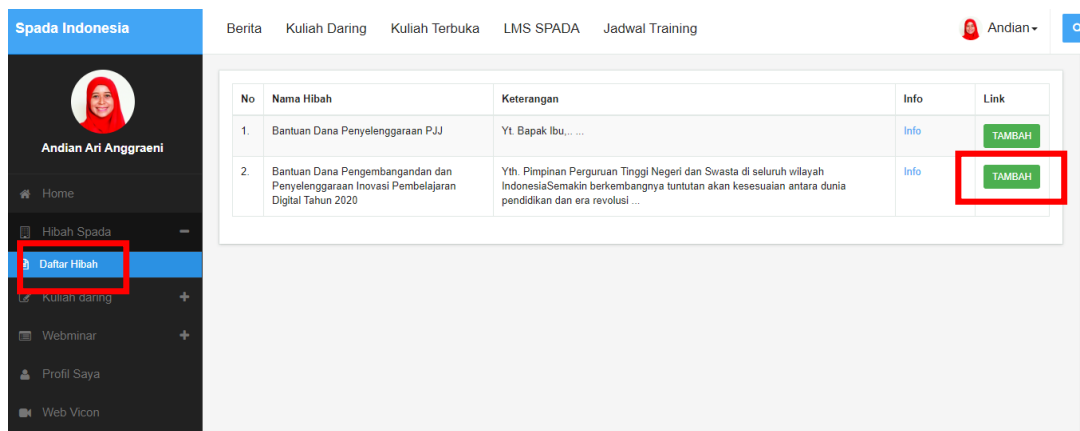 Spada Indonesia
Berita Kuliah Daring Kuliah Terbuka LMS SPADA Jadwal Training
Andian
Andian Ari Anggraeni
Home
Hibah Spada
Daftar Hibah
Kuliah daring
Webminar
Profil Saya
Web Vicon
No Nama Hibah Keterangan Info Link
1. Bantuan Dana Penyelenggaraan PJJ Yt. Bapak Ibu,.. ... Info TAMBAH
2. Bantuan Dana Pengembangandan dan Yth. Pimpinan Perguruan Tinggi Negeri dan Swasta di seluruh wilayah Info TAMBAH
Penyelenggaraan Inovasi Pembelajaran IndonesiaSemakin berkembangnya tuntutan akan kesesuaian antara dunia
Digital Tahun 2020 pendidikan dan era revolusi ...